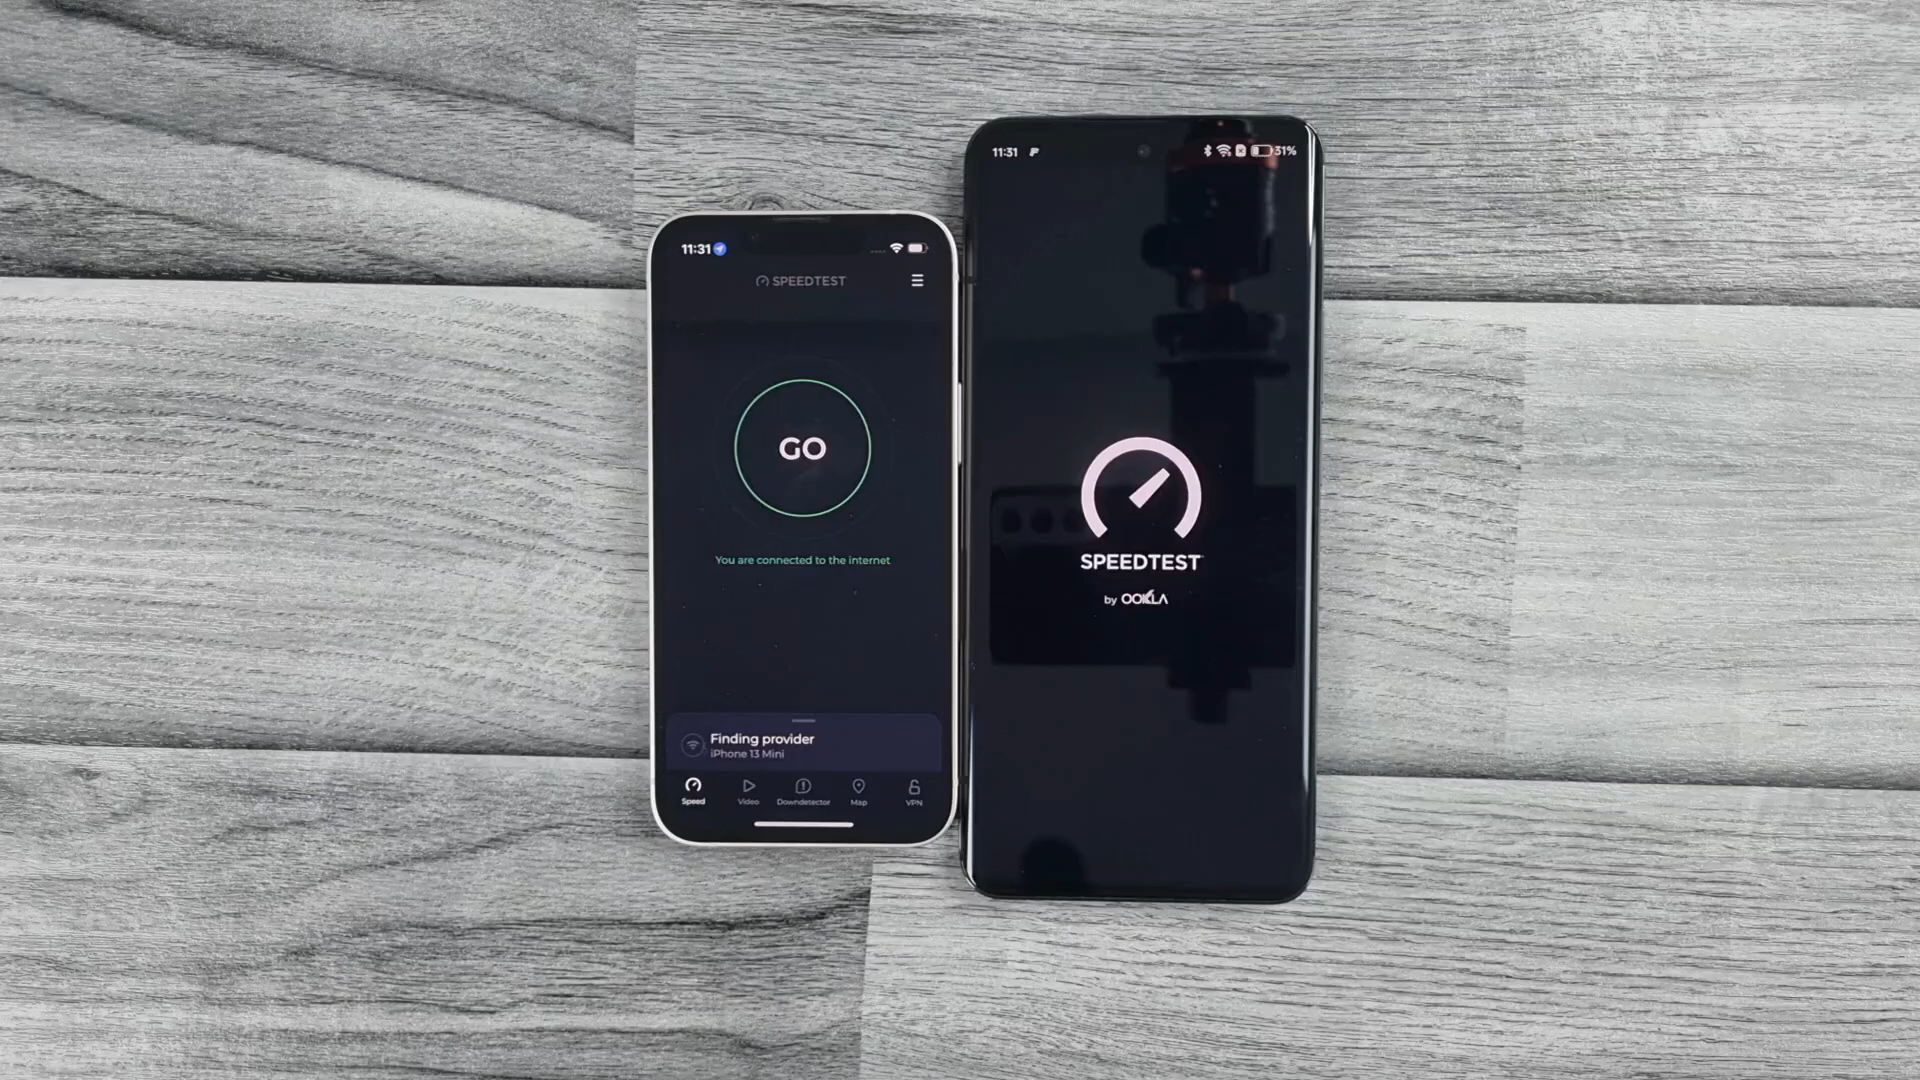 11:31
SPEEDTEST
GO
You are connected to the internet
Finding provider
iPhone 13 Mini
Speed
Video
Downdetector
Map
VPN
11:31
31%
SPEEDTEST
by OOKLA